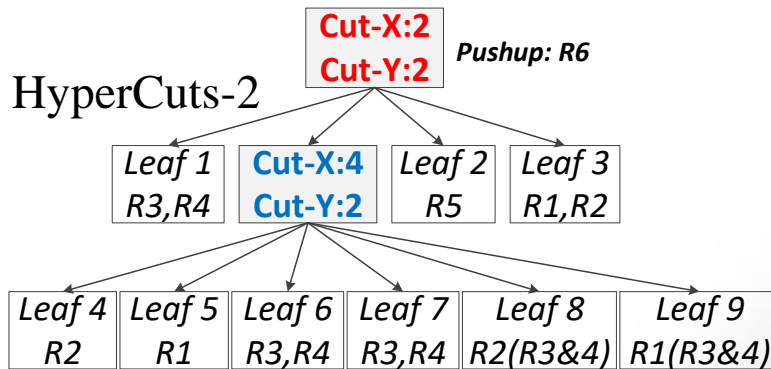 Cut-X:2
Cut-Y:2
Pushup: R6
HyperCuts-2
Leaf 1
R3,R4
Cut-X:4
Cut-Y:2
Leaf 2
R5
Leaf 3
R1,R2
Leaf 4
R2
Leaf 5
R1
Leaf 6
R3,R4
Leaf 7
R3,R4
Leaf 8
R2(R3&4)
Leaf 9
R1(R3&4)